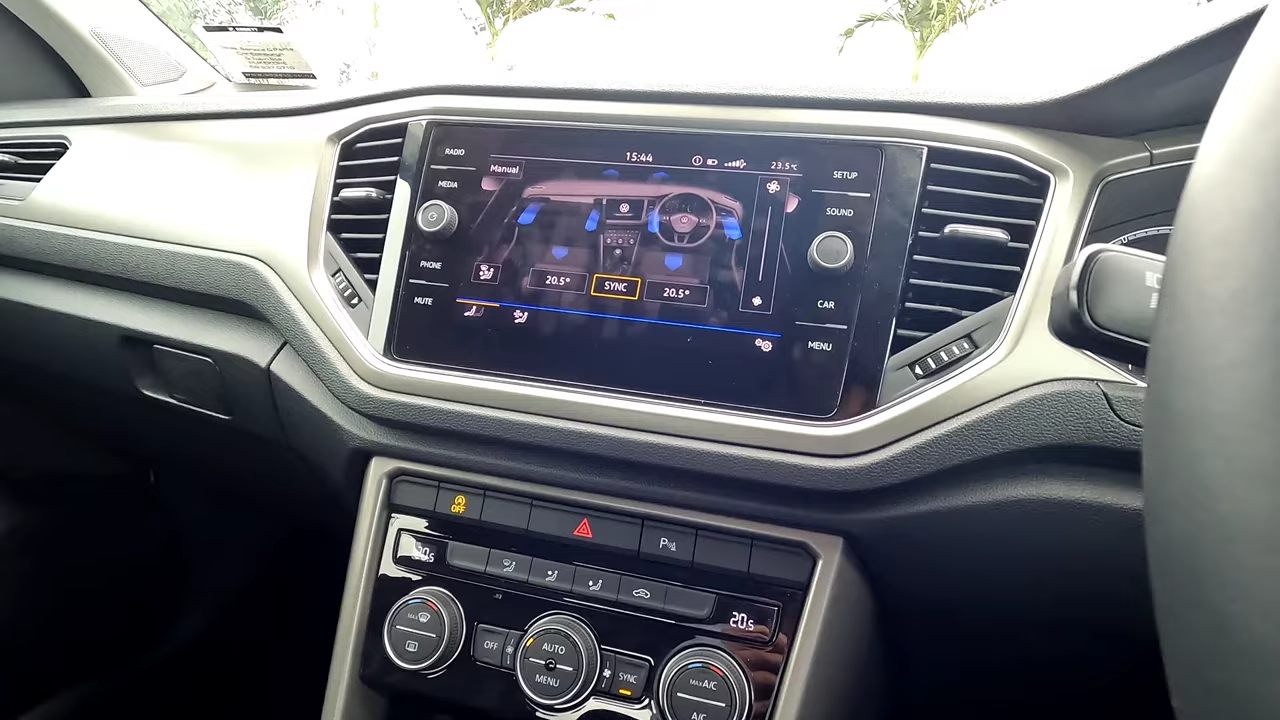 RADIO
MEDIA
PHONE
MUTE
15:44
23.5°C
Manual
20.5°
SYNC
20.5°
SETUP
SOUND
CAR
MENU
A
OFF
P
20.5
20.5
MAX
OFF
AUTO
MENU
SYNC
MAX A/C
A/C